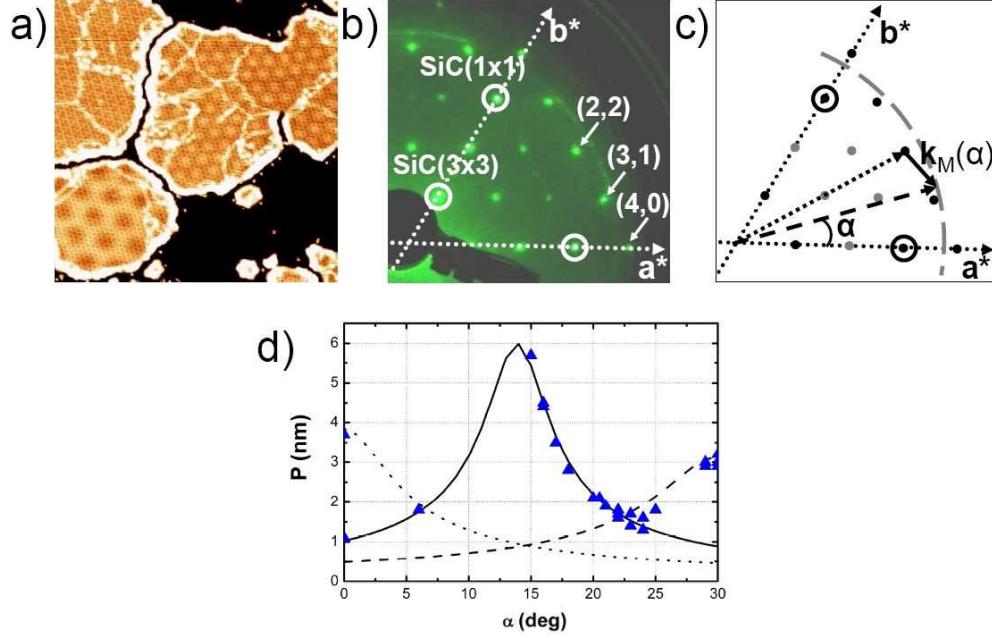 a)
b)
b*
SiC(1x1)
(2,2)
SiC(3x3)
(3,1)
(4,0)
a*
c)
b*
k_M(α)
α
a*
d)
P (nm)
6
5
4
3
2
1
0
0 5 10 15 20 25 30
α (deg)